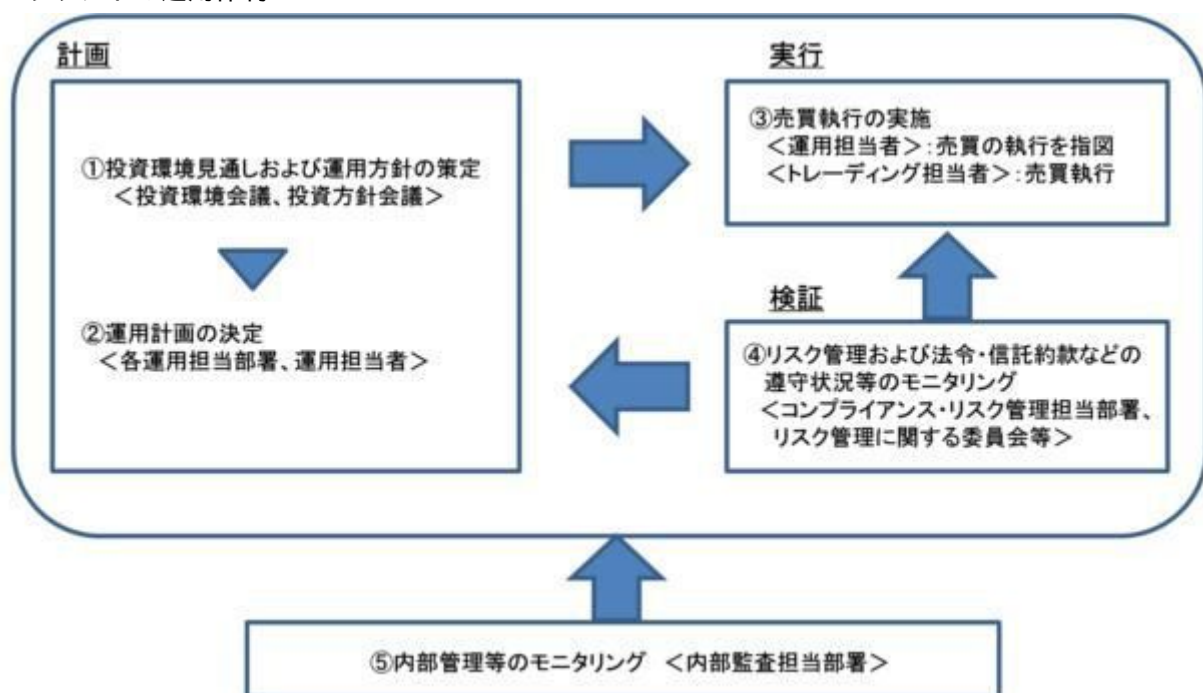 計画
①投資環境見通しおよび運用方針の策定
＜投資環境会議、投資方針会議＞
②運用計画の決定
＜各運用担当部署、運用担当者＞
実行
③売買執行の実施
＜運用担当者＞:売買の執行を指図
＜トレーディング担当者＞:売買執行
検証
④リスク管理および法令・信託約款などの
遵守状況等のモニタリング
＜コンプライアンス・リスク管理担当部署、
リスク管理に関する委員会等＞
⑤内部管理等のモニタリング ＜内部監査担当部署＞